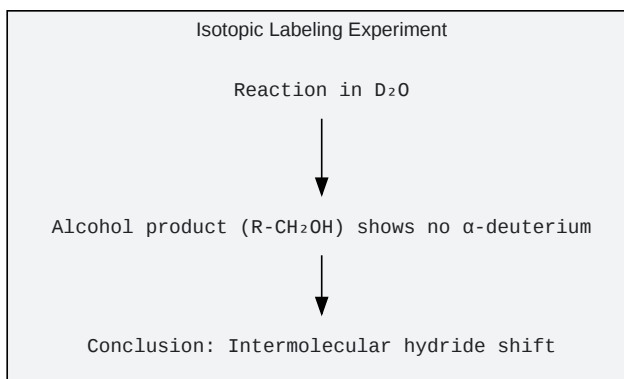 Isotopic Labeling Experiment
Reaction in D₂O
Alcohol product (R-CH₂OH) shows no α-deuterium
Conclusion: Intermolecular hydride shift